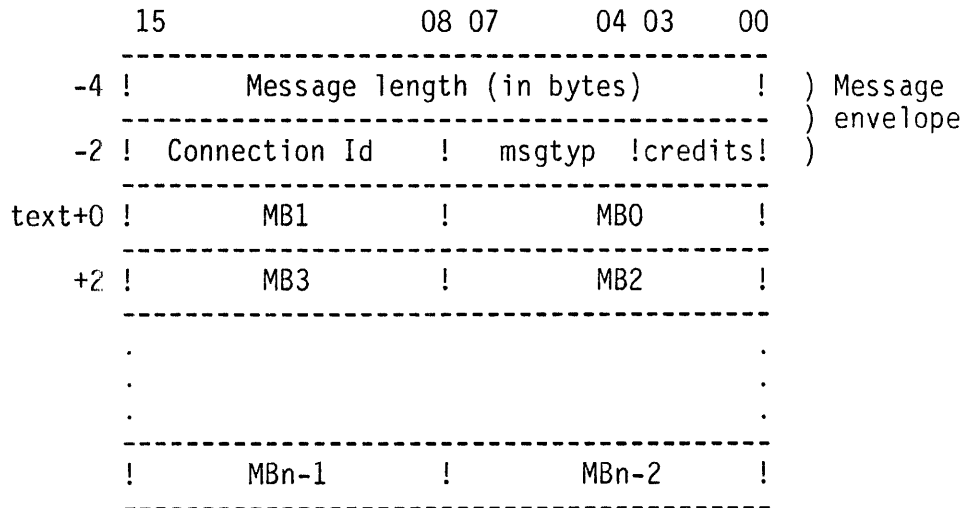 15 08 07 04 03 00
-4 ! Message length (in bytes) ! ) Message
) envelope
-2 ! Connection Id ! msgtyp !credits! )
text+0 ! MB1 ! MB0 !
+2 ! MB3 ! MB2 !
. .
. .
. .
! MBn-1 ! MBn-2 !